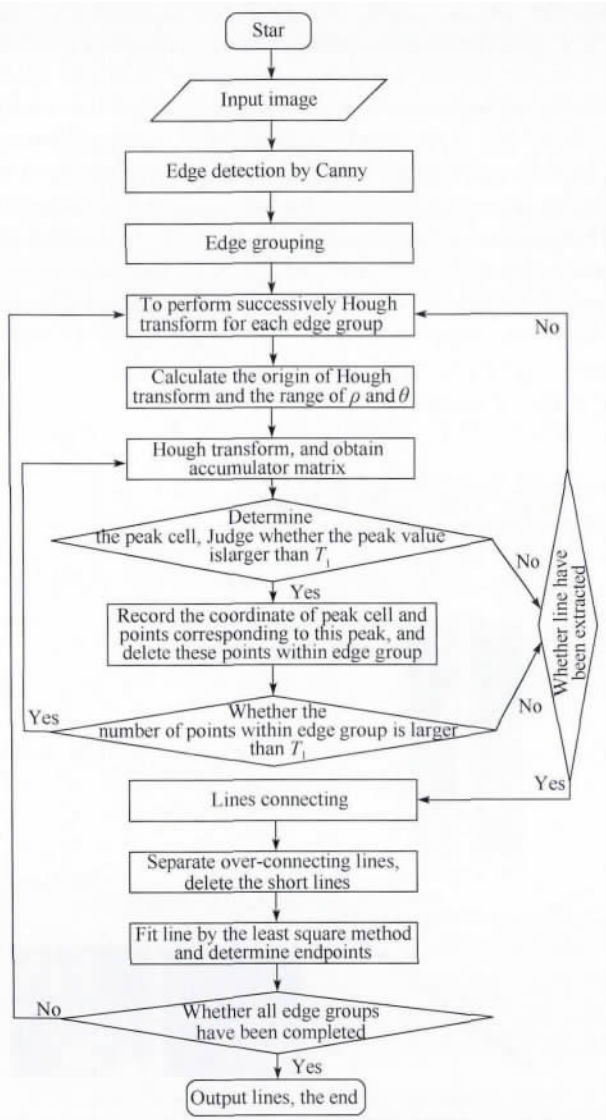 Star
Input image
Edge detection by Canny
Edge grouping
To perform successively Hough
transform for each edge group
No
Calculate the origin of Hough
transform and the range of ρ and θ
Hough transform, and obtain
accumulator matrix
Determine
the peak cell, Judge whether the peak value
islarger than T₁
No
Yes
Record the coordinate of peak cell and
points corresponding to this peak, and
delete these points within edge group
Whether line have
been extracted
Yes
Whether the
number of points within edge group is larger
than T₁
No
Yes
Lines connecting
Separate over-connecting lines,
delete the short lines
Fit line by the least square method
and determine endpoints
No
Whether all edge groups
have been completed
Yes
Output lines, the end